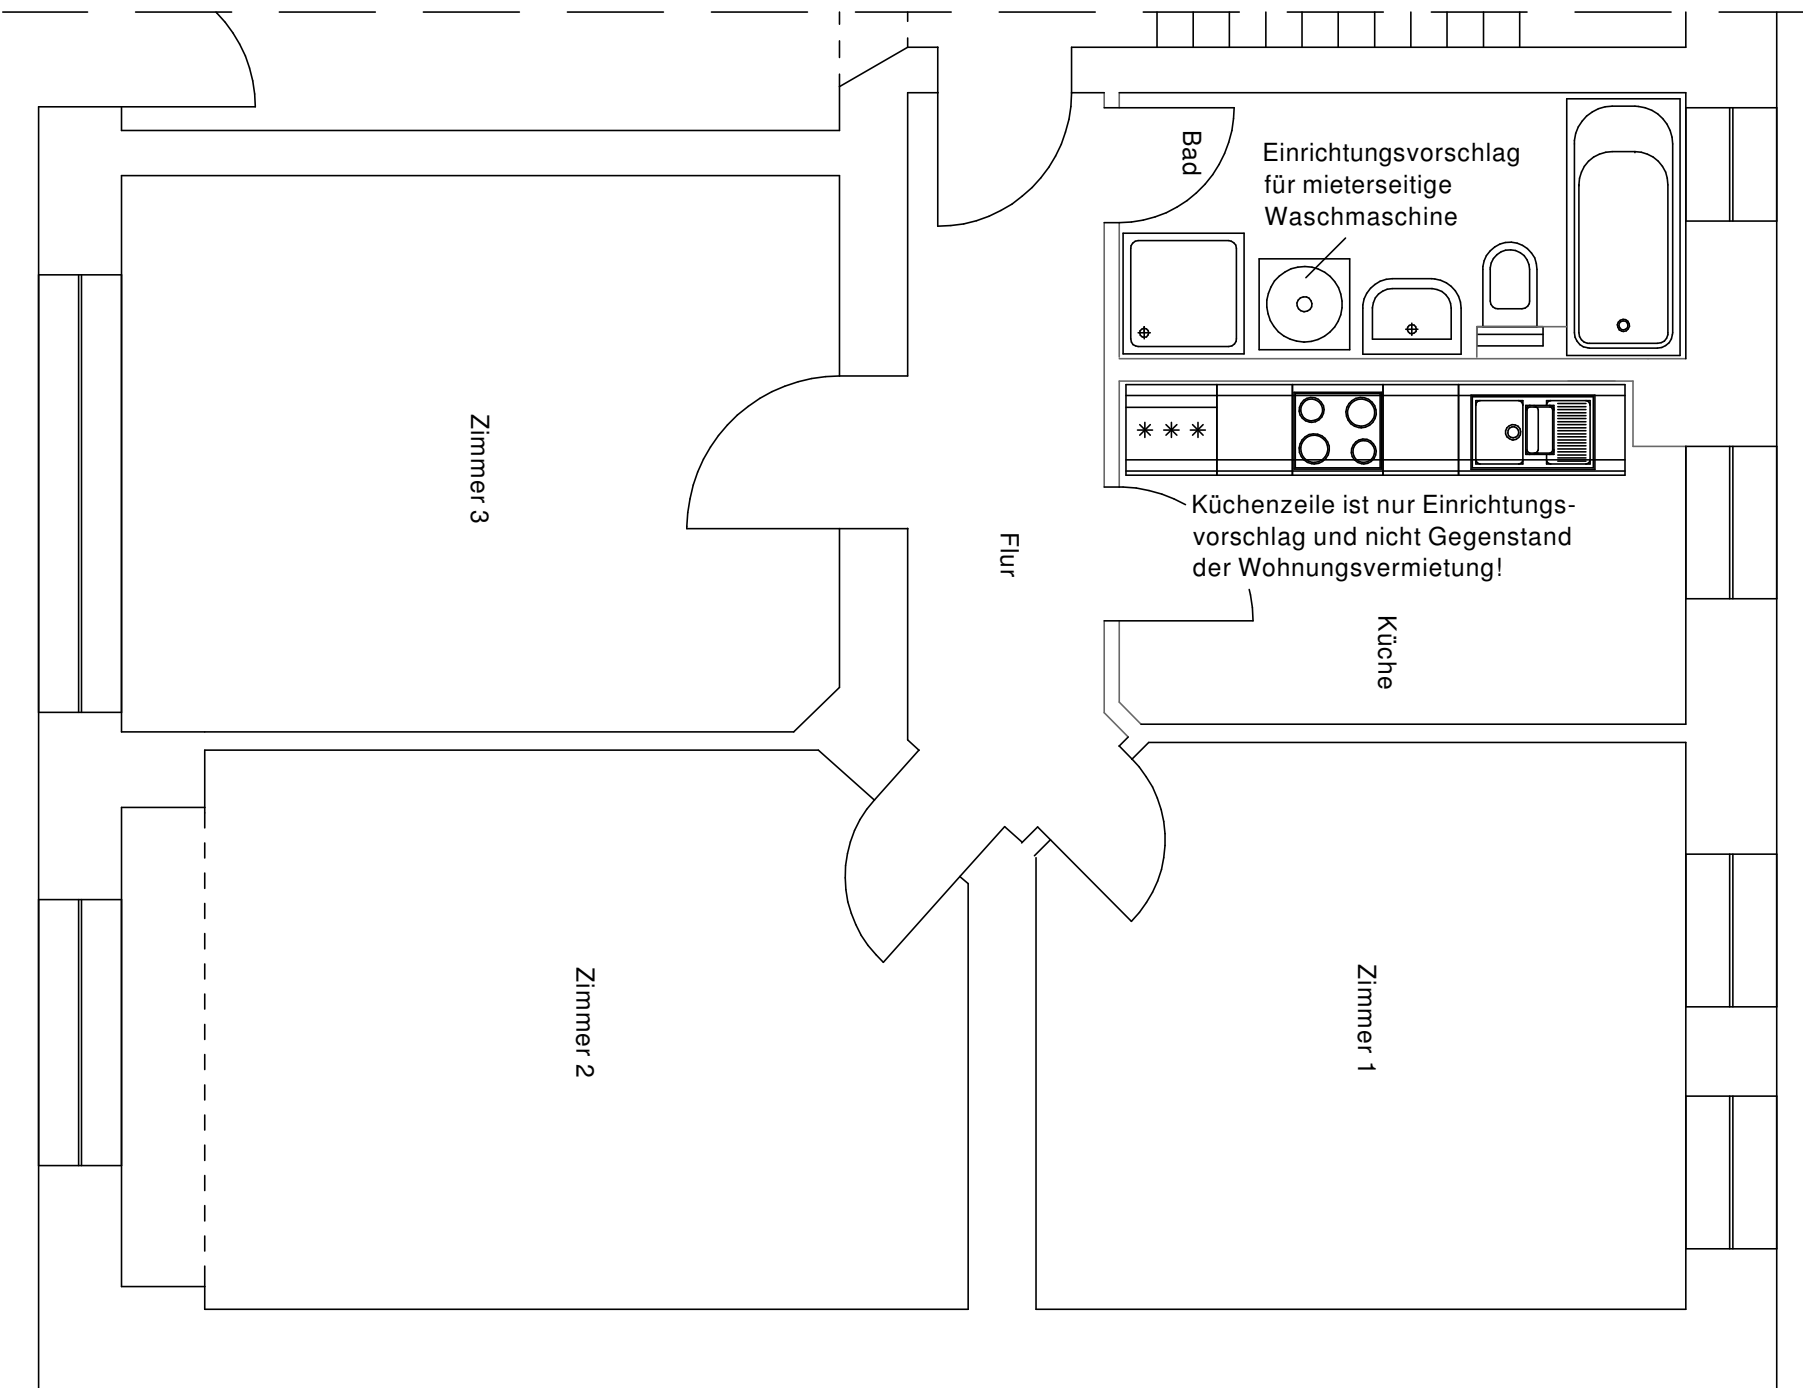 Bad
Einrichtungsvorschlag
für mieterseitige
Waschmaschine
Zimmer 3
Flur
Küchenzeile ist nur Einrichtungs-
vorschlag und nicht Gegenstand
der Wohnungsvermietung!
Küche
Zimmer 2
Zimmer 1